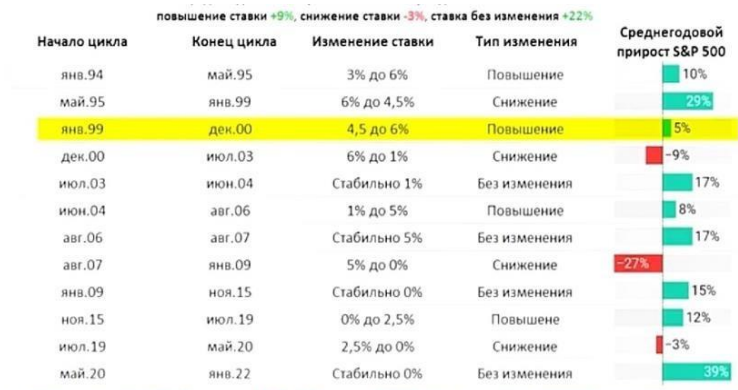 повышение ставки +9%, снижение ставки -3%, ставка без изменения +22%
Начало цикла Конец цикла Изменение ставки Тип изменения Среднегодовой прирост S&P 500
янв.94 май.95 3% до 6% Повышение 10%
май.95 янв.99 6% до 4,5% Снижение 29%
янв.99 дек.00 4,5 до 6% Повышение 5%
дек.00 июл.03 6% до 1% Снижение -9%
июл.03 июн.04 Стабильно 1% Без изменения 17%
июн.04 авг.06 1% до 5% Повышение 8%
авг.06 авг.07 Стабильно 5% Без изменения 17%
авг.07 янв.09 5% до 0% Снижение -27%
янв.09 ноя.15 Стабильно 0% Без изменения 15%
ноя.15 июл.19 0% до 2,5% Повышене 12%
июл.19 май.20 2,5% до 0% Снижение -3%
май.20 янв.22 Стабильно 0% Без изменения 39%